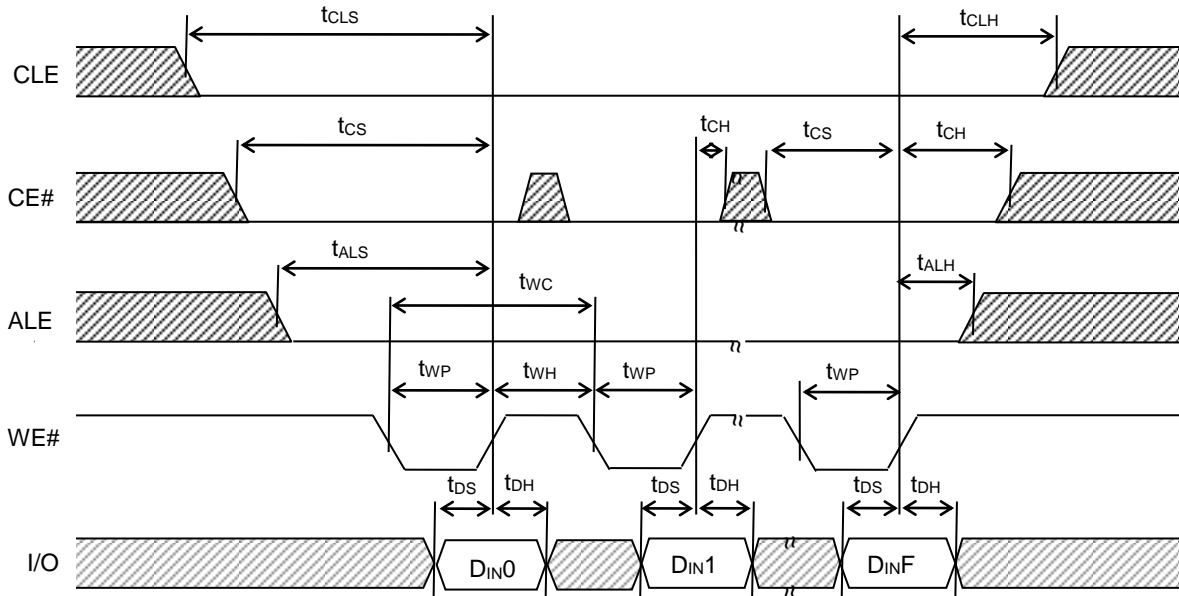 tCLS
tCLH
CLE
tCS
tCH
tCS
tCH
CE#
tALS
tWC
tALH
ALE
tWP
tWH
tWP
tWP
WE#
tDS
tDH
tDS
tDH
tDS
tDH
I/O
DIN0
DIN1
DINF